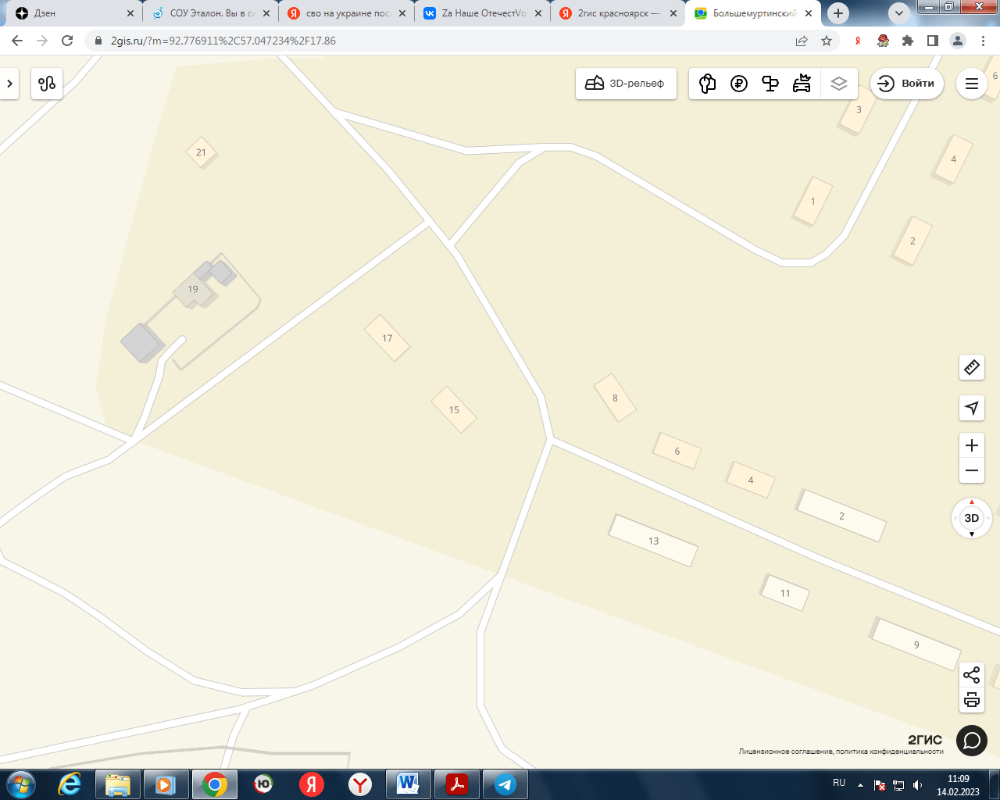 Дзен
СОУ Эталон. Вы в си
сво на украине пос
Za Наше ОтечестVо
2гис красноярск —
Большемуртинский
2gis.ru/?m=92.776911%2C57.047234%2F17.86
3D-рельеф
Войти
6
3
21
4
1
2
19
17
15
8
6
4
2
13
11
9
3D
2ГИС
Лицензионное соглашение, политика конфиденциальности
RU
11:09
14.02.2023